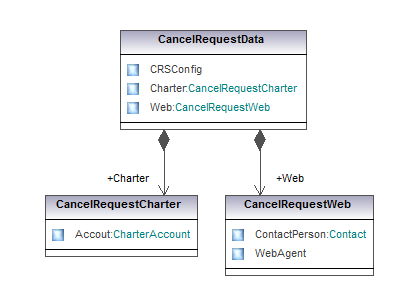 CancelRequestData
CRSConfig
Charter:CancelRequestCharter
Web:CancelRequestWeb
+Charter
+Web
CancelRequestCharter
Accout:CharterAccount
CancelRequestWeb
ContactPerson:Contact
WebAgent